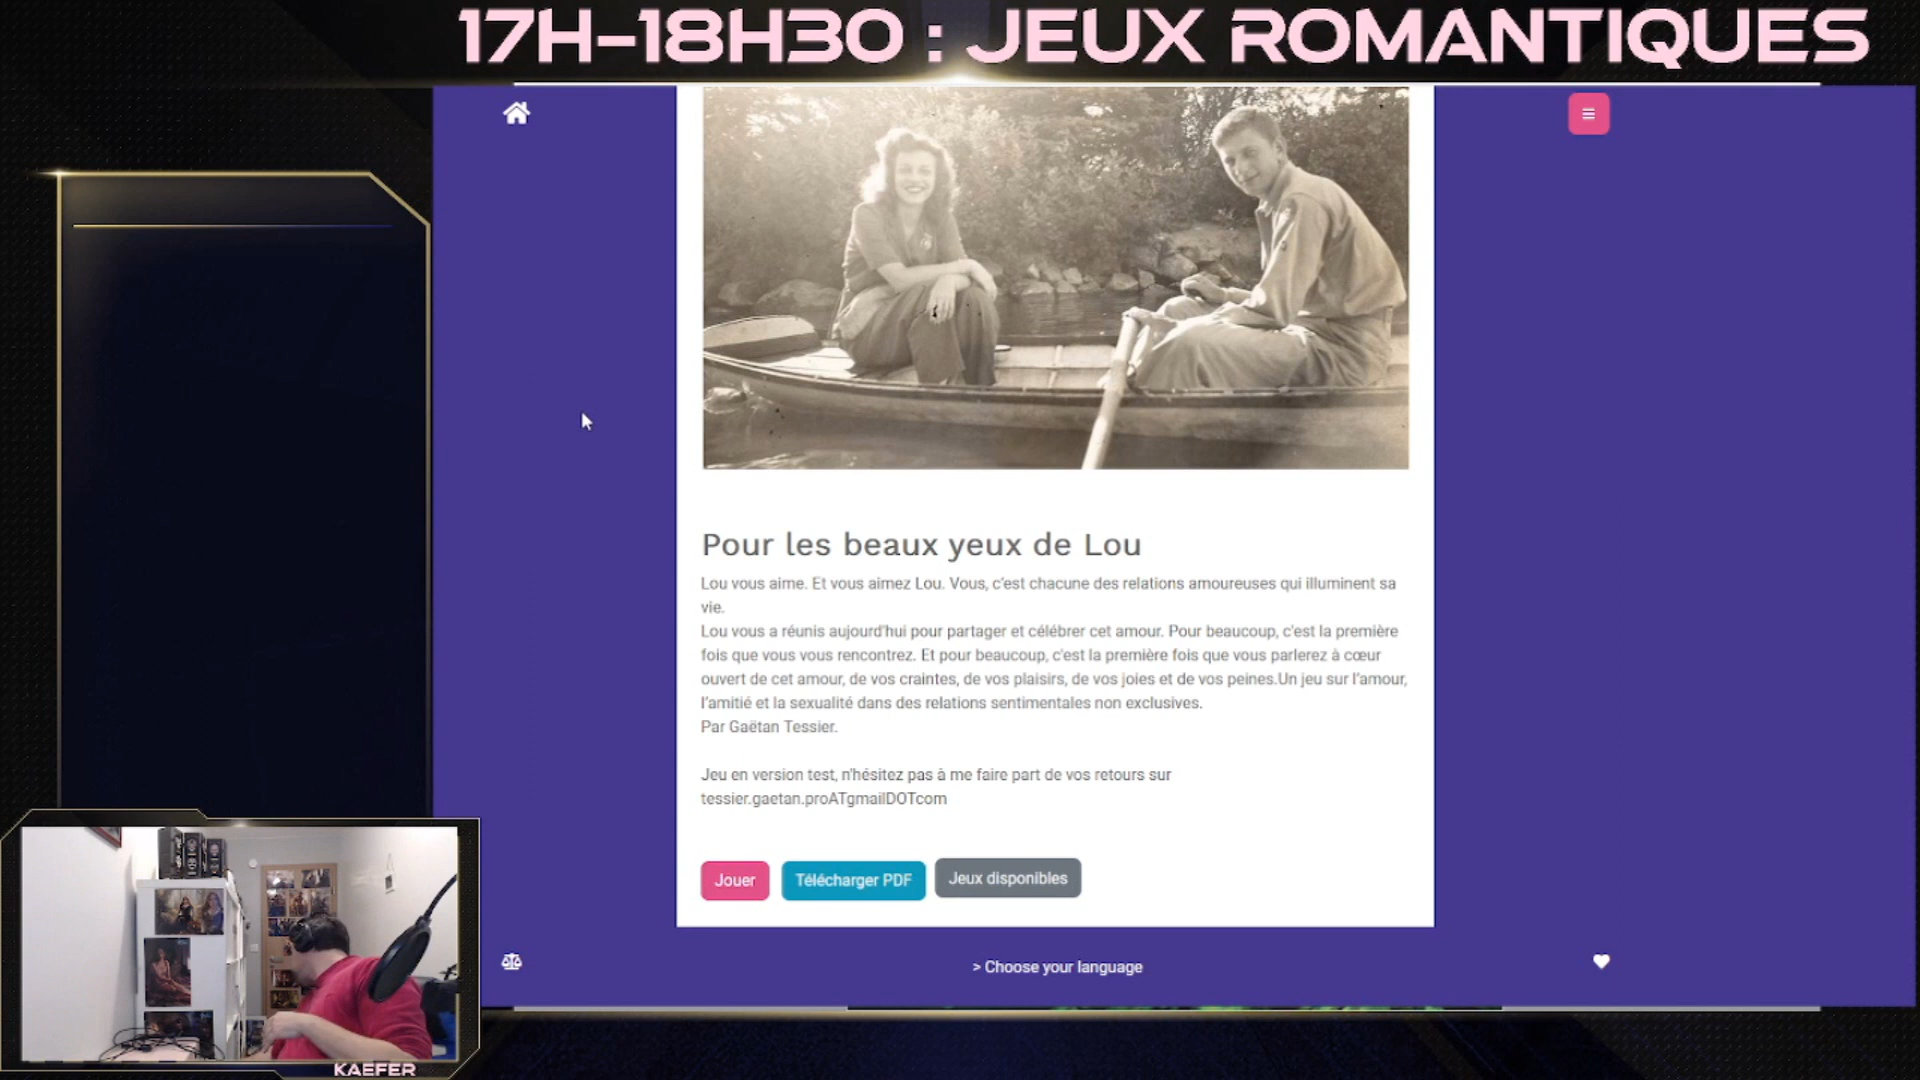 17H-18H30 : JEUX ROMANTIQUES
Pour les beaux yeux de Lou
Lou vous aime. Et vous aimez Lou. Vous, c'est chacune des relations amoureuses qui illuminent sa
vie.
Lou vous a réunis aujourd'hui pour partager et célébrer cet amour. Pour beaucoup, c'est la première
fois que vous vous rencontrez. Et pour beaucoup, c'est la première fois que vous parlerez à cœur
ouvert de cet amour, de vos craintes, de vos plaisirs, de vos joies et de vos peines.Un jeu sur l'amour,
l'amitié et la sexualité dans des relations sentimentales non exclusives.
Par Gaëtan Tessier.
Jeu en version test, n'hésitez pas à me faire part de vos retours sur
tessier.gaetan.proATgmailDOTcom
Jouer
Télécharger PDF
Jeux disponibles
> Choose your language
KAEFER